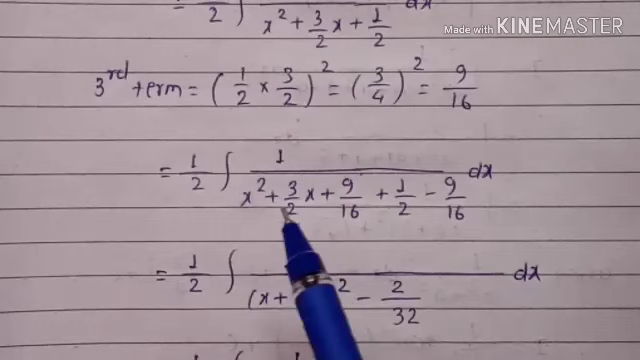 Made with KINEMASTER
= 1/2 ∫ x² + 3/2 x + 1/2 dx
3rd term = (1/2 × 3/2)² = (3/4)² = 9/16
= 1/2 ∫ 1/(x² + 3/2 x + 9/16 + 1/2 - 9/16) dx
= 1/2 ∫ (x + ² - 2/32 dx